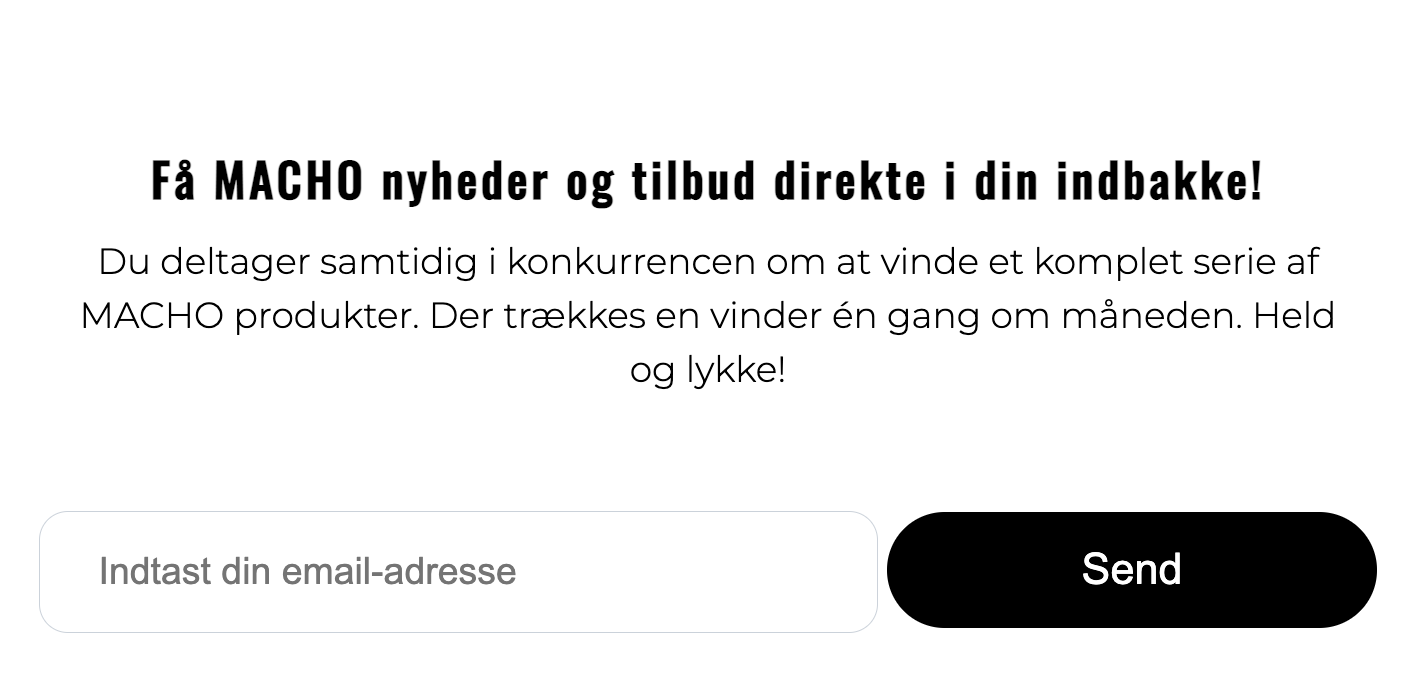 Få MACHO nyheder og tilbud direkte i din indbakke!
Du deltager samtidig i konkurrencen om at vinde et komplet serie af
MACHO produkter. Der trækkes en vinder én gang om måneden. Held
og lykke!
Indtast din email-adresse
Send